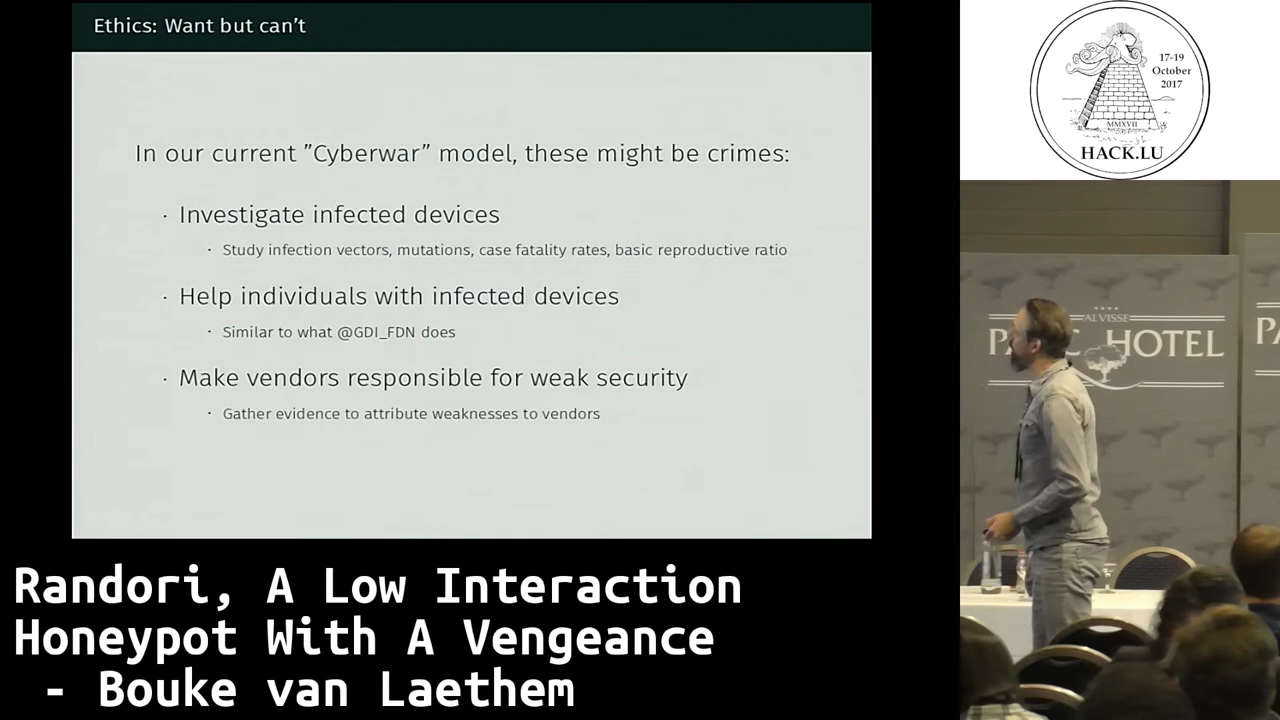 Ethics: Want but can't
In our current ”Cyberwar” model, these might be crimes:
· Investigate infected devices
· Study infection vectors, mutations, case fatality rates, basic reproductive ratio
· Help individuals with infected devices
· Similar to what @GDI_FDN does
· Make vendors responsible for weak security
· Gather evidence to attribute weaknesses to vendors
17-19
October
2017
MMXVII
HACK.LU
ALVISSE
HOTEL
Randori, A Low Interaction
Honeypot With A Vengeance
- Bouke van Laethem